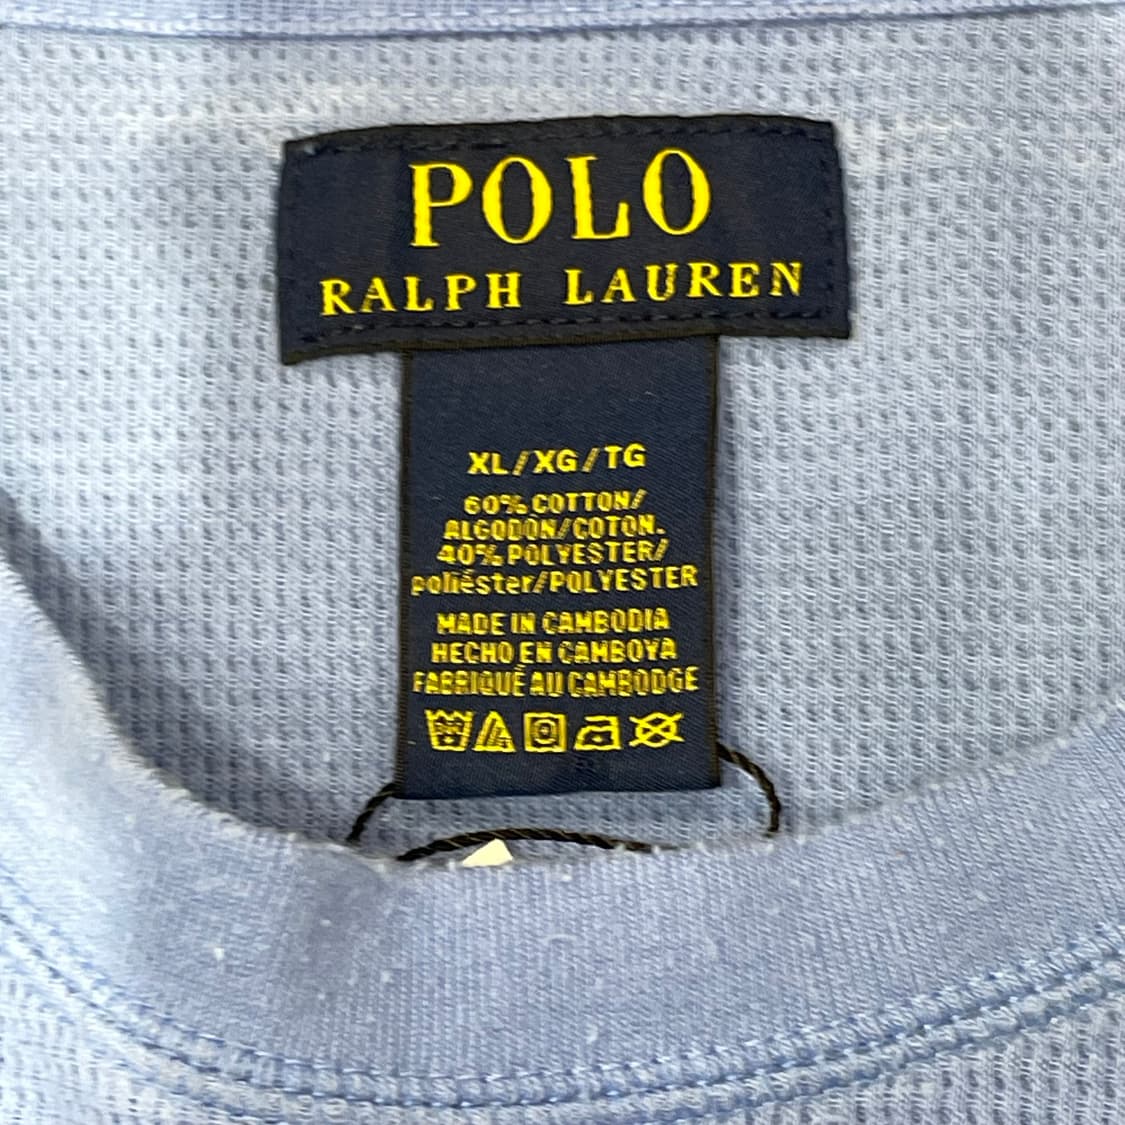 POLO
RALPH LAUREN
XL/XG/TG
60% COTTON/
ALGODON/COTON.
40% POLYESTER/
poliéster/POLYESTER
MADE IN CAMBODIA
HECHO EN CAMBOYA
FABRIQUÉ AU CAMBODGE